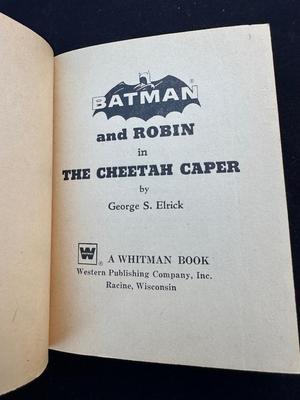 BATMAN
and ROBIN
in
THE CHEETAH CAPER
by
George S. Elrick
W ® A WHITMAN BOOK
Western Publishing Company, Inc.
Racine, Wisconsin